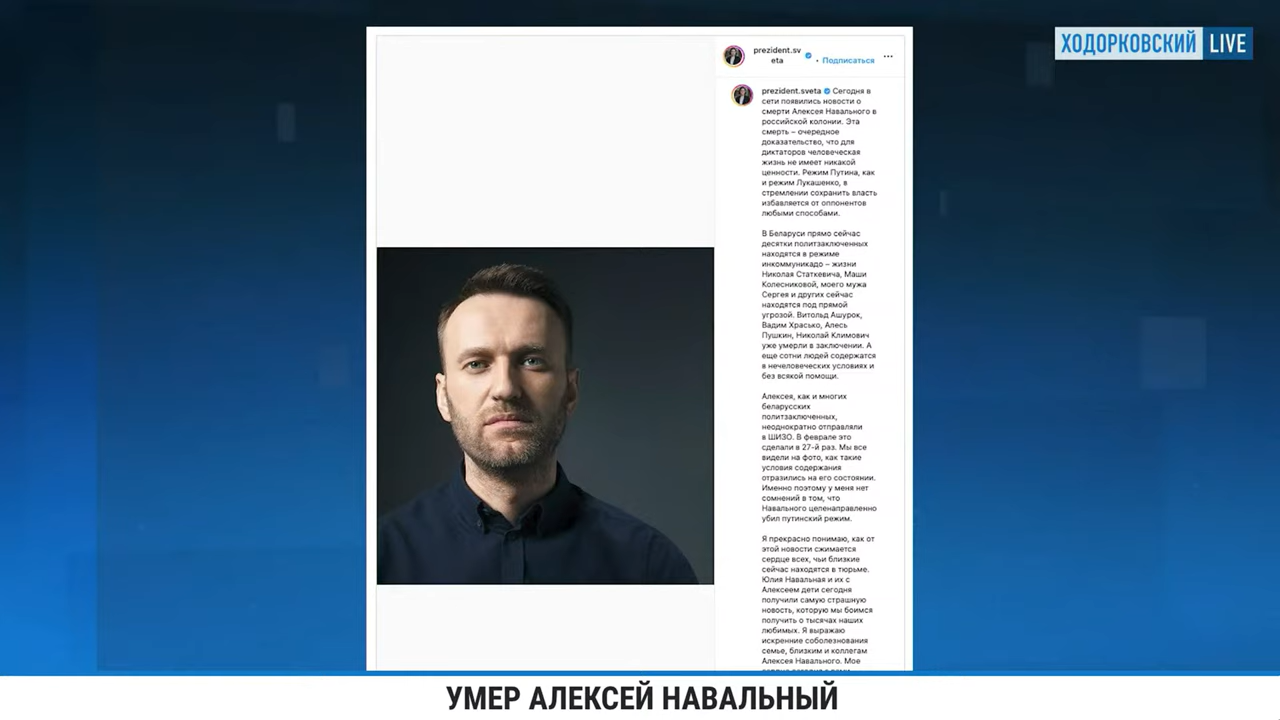 ХОДОРКОВСКИЙ LIVE
prezident.sv
eta
• Подписаться
prezident.sveta Сегодня в
сети появились новости о
смерти Алексея Навального в
российской колонии. Эта
смерть – очередное
доказательство, что для
диктаторов человеческая
жизнь не имеет никакой
ценности. Режим Путина, как
и режим Лукашенко, в
стремлении сохранить власть
избавляется от оппонентов
любыми способами.
В Беларуси прямо сейчас
десятки политзаключенных
находятся в режиме
инкоммуникадо – жизни
Николая Статкевича, Маши
Колесниковой, моего мужа
Сергея и других сейчас
находятся под прямой
угрозой. Витольд Ашурок,
Вадим Храсько, Алесь
Пушкин, Николай Климович
уже умерли в заключении. А
еще сотни людей содержатся
в нечеловеческих условиях и
без всякой помощи.
Алексея, как и многих
беларусских
политзаключенных,
неоднократно отправляли
в ШИЗО. В феврале это
сделали в 27-й раз. Мы все
видели на фото, как такие
условия содержания
отразились на его состоянии.
Именно поэтому у меня нет
сомнений в том, что
Навального целенаправленно
убил путинский режим.
Я прекрасно понимаю, как от
этой новости сжимается
сердце всех, чьи близкие
сейчас находятся в тюрьме.
Юлия Навальная и их с
Алексеем дети сегодня
получили самую страшную
новость, которую мы боимся
получить о тысячах наших
любимых. Я выражаю
искренние соболезнования
семье, близким и коллегам
Алексея Навального. Мое
УМЕР АЛЕКСЕЙ НАВАЛЬНЫЙ